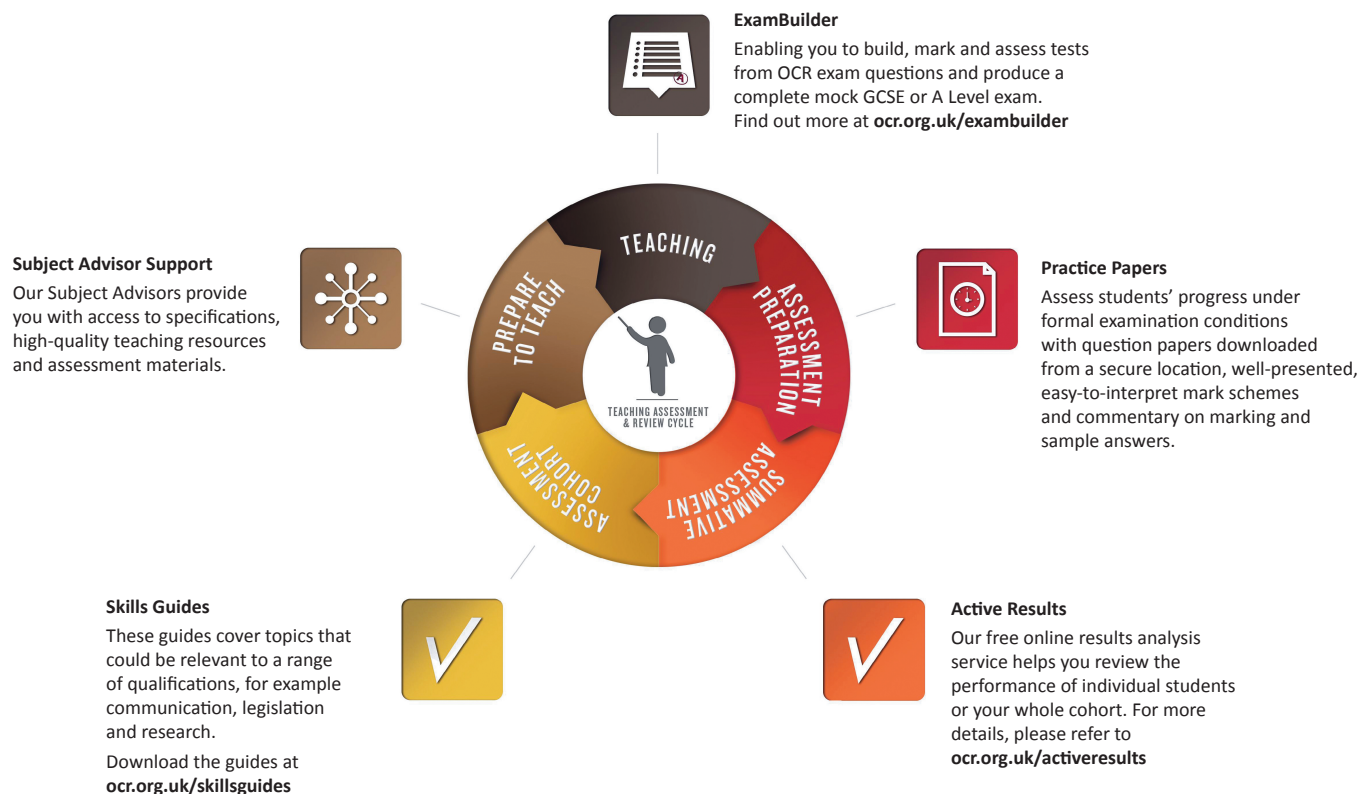 ExamBuilder
Enabling you to build, mark and assess tests
from OCR exam questions and produce a
complete mock GCSE or A Level exam.
Find out more at ocr.org.uk/exambuilder
Subject Advisor Support
Our Subject Advisors provide
you with access to specifications,
high-quality teaching resources
and assessment materials.
TEACHING
PREPARE
TO TEACH
ASSESSMENT
PREPARATION
TEACHING ASSESSMENT
& REVIEW CYCLE
ASSESSMENT
COHORT
SUMMATIVE
ASSESSMENT
A
Practice Papers
Assess students’ progress under
formal examination conditions
with question papers downloaded
from a secure location, well-presented,
easy-to-interpret mark schemes
and commentary on marking and
sample answers.
Skills Guides
These guides cover topics that
could be relevant to a range
of qualifications, for example
communication, legislation
and research.
Download the guides at
ocr.org.uk/skillsguides
Active Results
Our free online results analysis
service helps you review the
performance of individual students
or your whole cohort. For more
details, please refer to
ocr.org.uk/activeresults